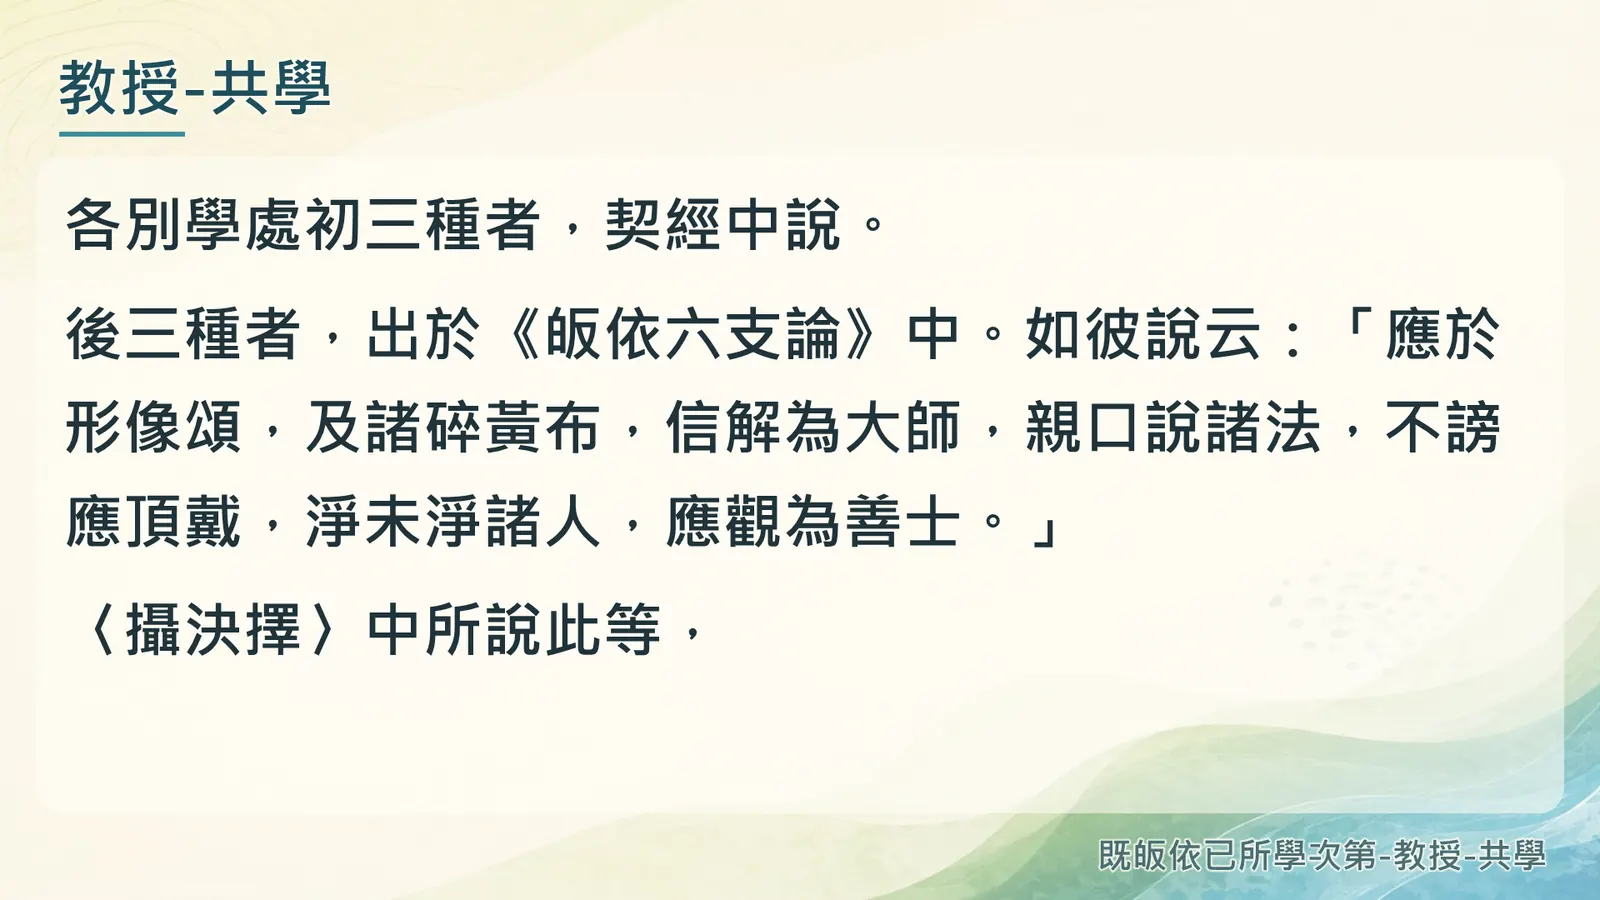 教授-共學
各別學處初三種者，契經中說。
後三種者，出於《皈依六支論》中。如彼說云：「應於
形像頌，及諸碎黃布，信解為大師，親口說諸法，不謗
應頂戴，淨未淨諸人，應觀為善士。」
〈攝決擇〉中所說此等，
既皈依已所學次第-教授-共學